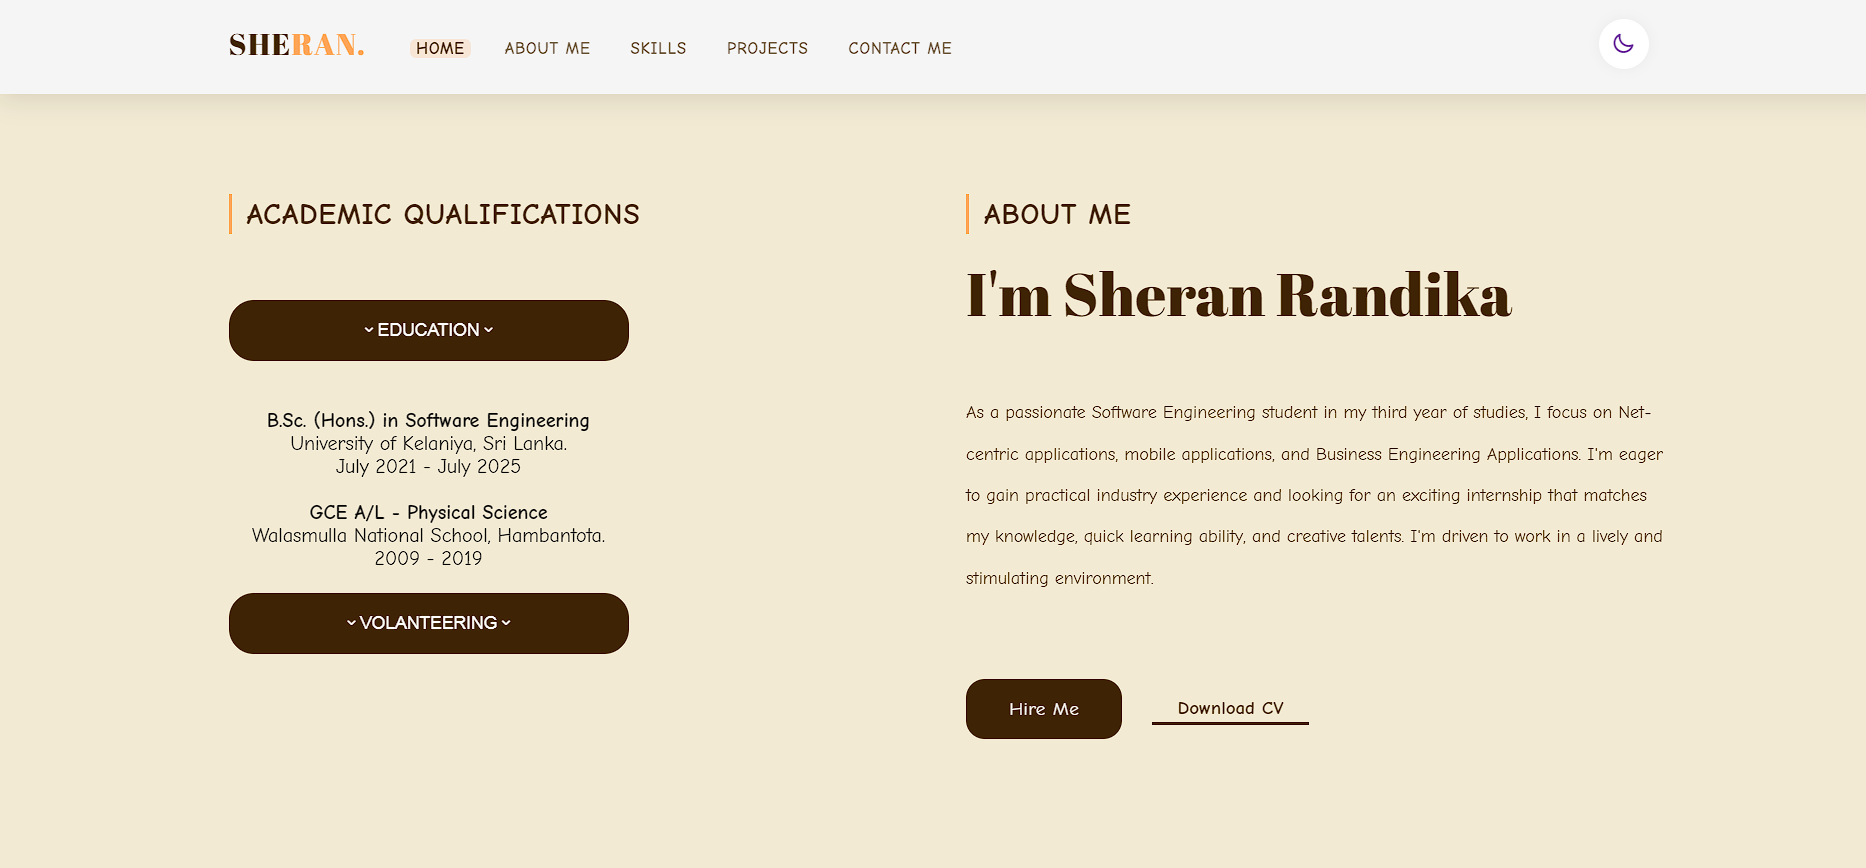 SHERAN.
HOME ABOUT ME SKILLS PROJECTS CONTACT ME
ACADEMIC QUALIFICATIONS
EDUCATION
B.Sc. (Hons.) in Software Engineering
University of Kelaniya, Sri Lanka.
July 2021 - July 2025
GCE A/L - Physical Science
Walasmulla National School, Hambantota.
2009 - 2019
VOLANTEERING
ABOUT ME
I'm Sheran Randika
As a passionate Software Engineering student in my third year of studies, I focus on Net-
centric applications, mobile applications, and Business Engineering Applications. I'm eager
to gain practical industry experience and looking for an exciting internship that matches
my knowledge, quick learning ability, and creative talents. I'm driven to work in a lively and
stimulating environment.
Hire Me
Download CV